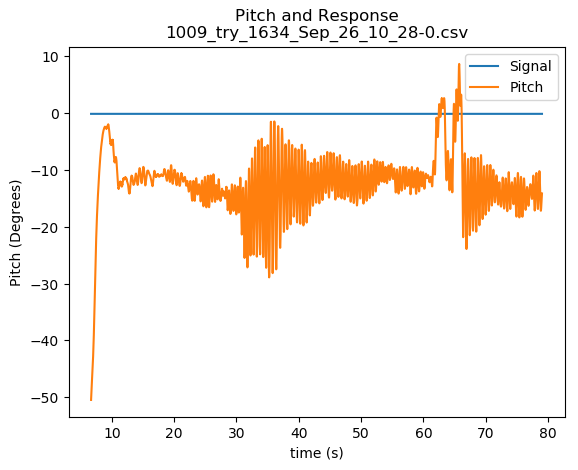 Pitch and Response
1009_try_1634_Sep_26_10_28-0.csv
Signal
Pitch
10
0
−10
−20
−30
−40
−50
Pitch (Degrees)
10 20 30 40 50 60 70 80
time (s)